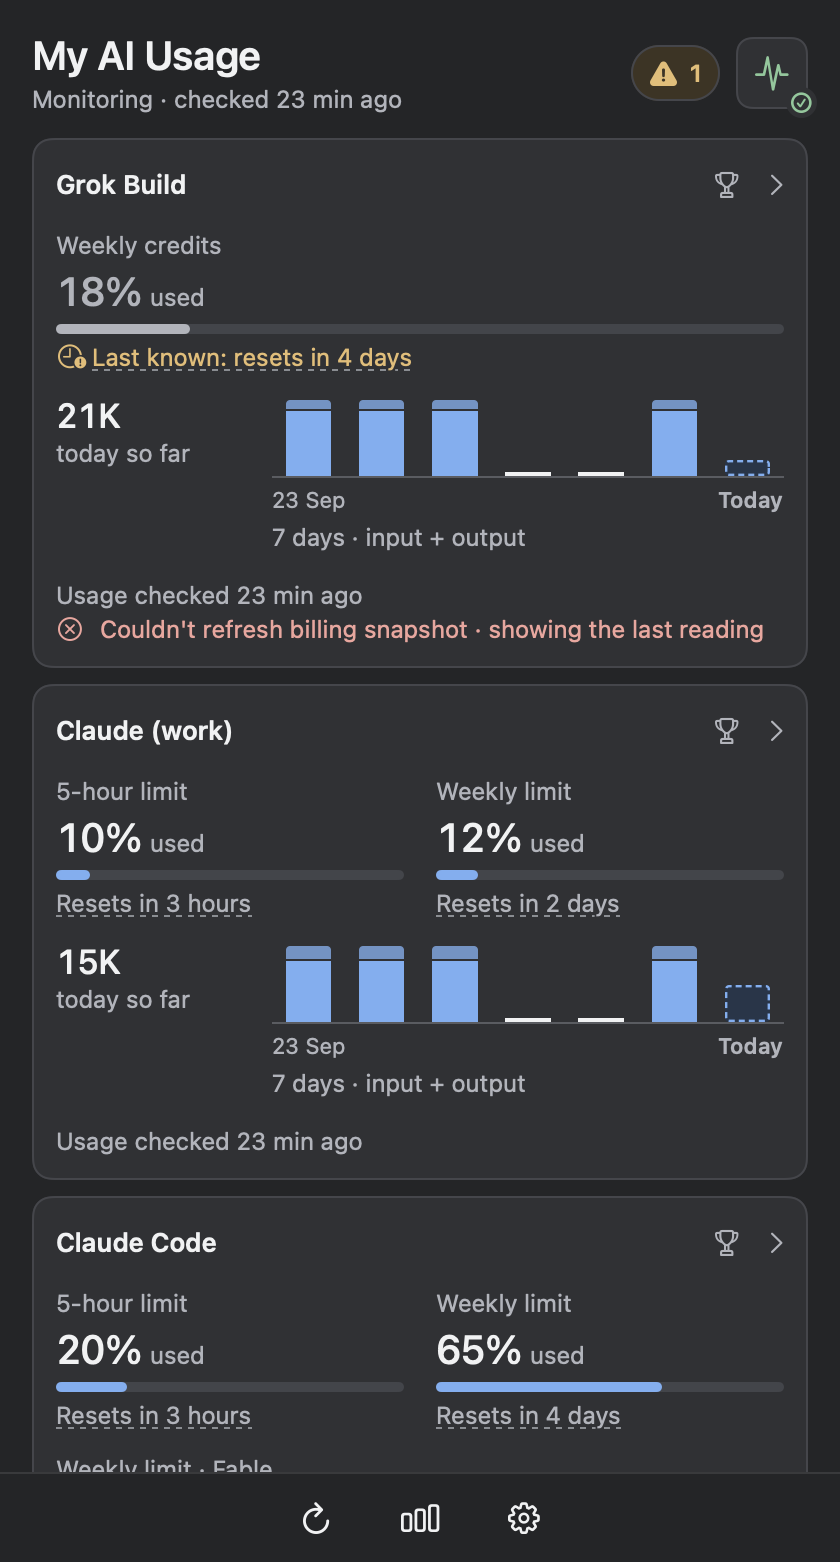 My AI Usage
Monitoring · checked 23 min ago
1
Grok Build
Weekly credits
18% used
Last known: resets in 4 days
21K
today so far
23 Sep
Today
7 days · input + output
Usage checked 23 min ago
Couldn't refresh billing snapshot · showing the last reading
Claude (work)
5-hour limit
Weekly limit
10% used
12% used
Resets in 3 hours
Resets in 2 days
15K
today so far
23 Sep
Today
7 days · input + output
Usage checked 23 min ago
Claude Code
5-hour limit
Weekly limit
20% used
65% used
Resets in 3 hours
Resets in 4 days
Weekly limit · Fable